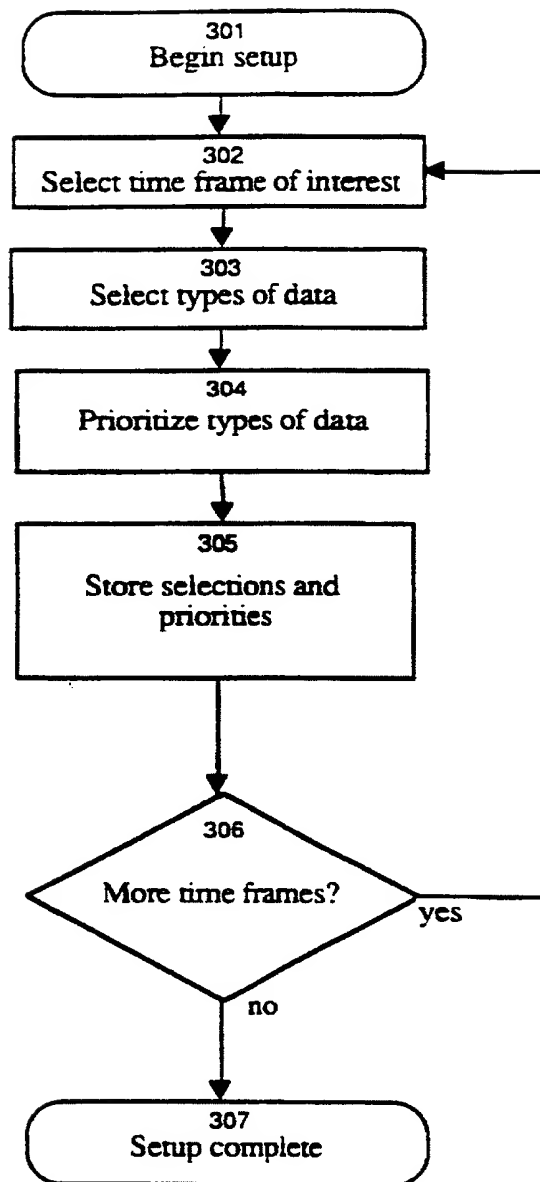 301
Begin setup
302
Select time frame of interest
303
Select types of data
304
Prioritize types of data
305
Store selections and
priorities
306
More time frames?
yes
no
307
Setup complete